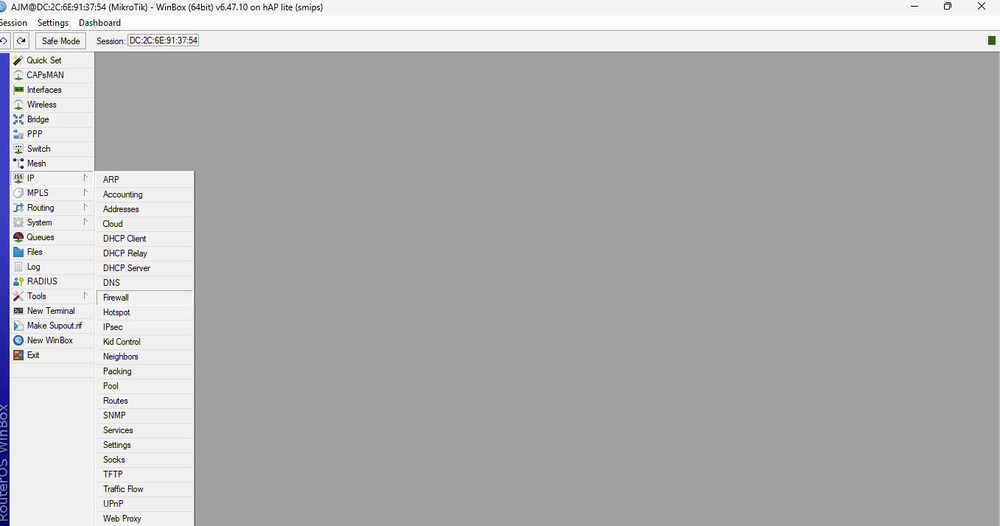 AJM@DC:2C:6E:91:37:54 (MikroTik) - WinBox (64bit) v6.47.10 on hAP lite (smips)
Session Settings Dashboard
Safe Mode Session: DC:2C:6E:91:37:54
Quick Set
CAPsMAN
Interfaces
Wireless
Bridge
PPP
Switch
Mesh
IP
MPLS
Routing
System
Queues
Files
Log
RADIUS
Tools
New Terminal
Make Supout.rif
New WinBox
Exit
ARP
Accounting
Addresses
Cloud
DHCP Client
DHCP Relay
DHCP Server
DNS
Firewall
Hotspot
IPsec
Kid Control
Neighbors
Packing
Pool
Routes
SNMP
Services
Settings
Socks
TFTP
Traffic Flow
UPnP
Web Proxy
RouterOS WinBox